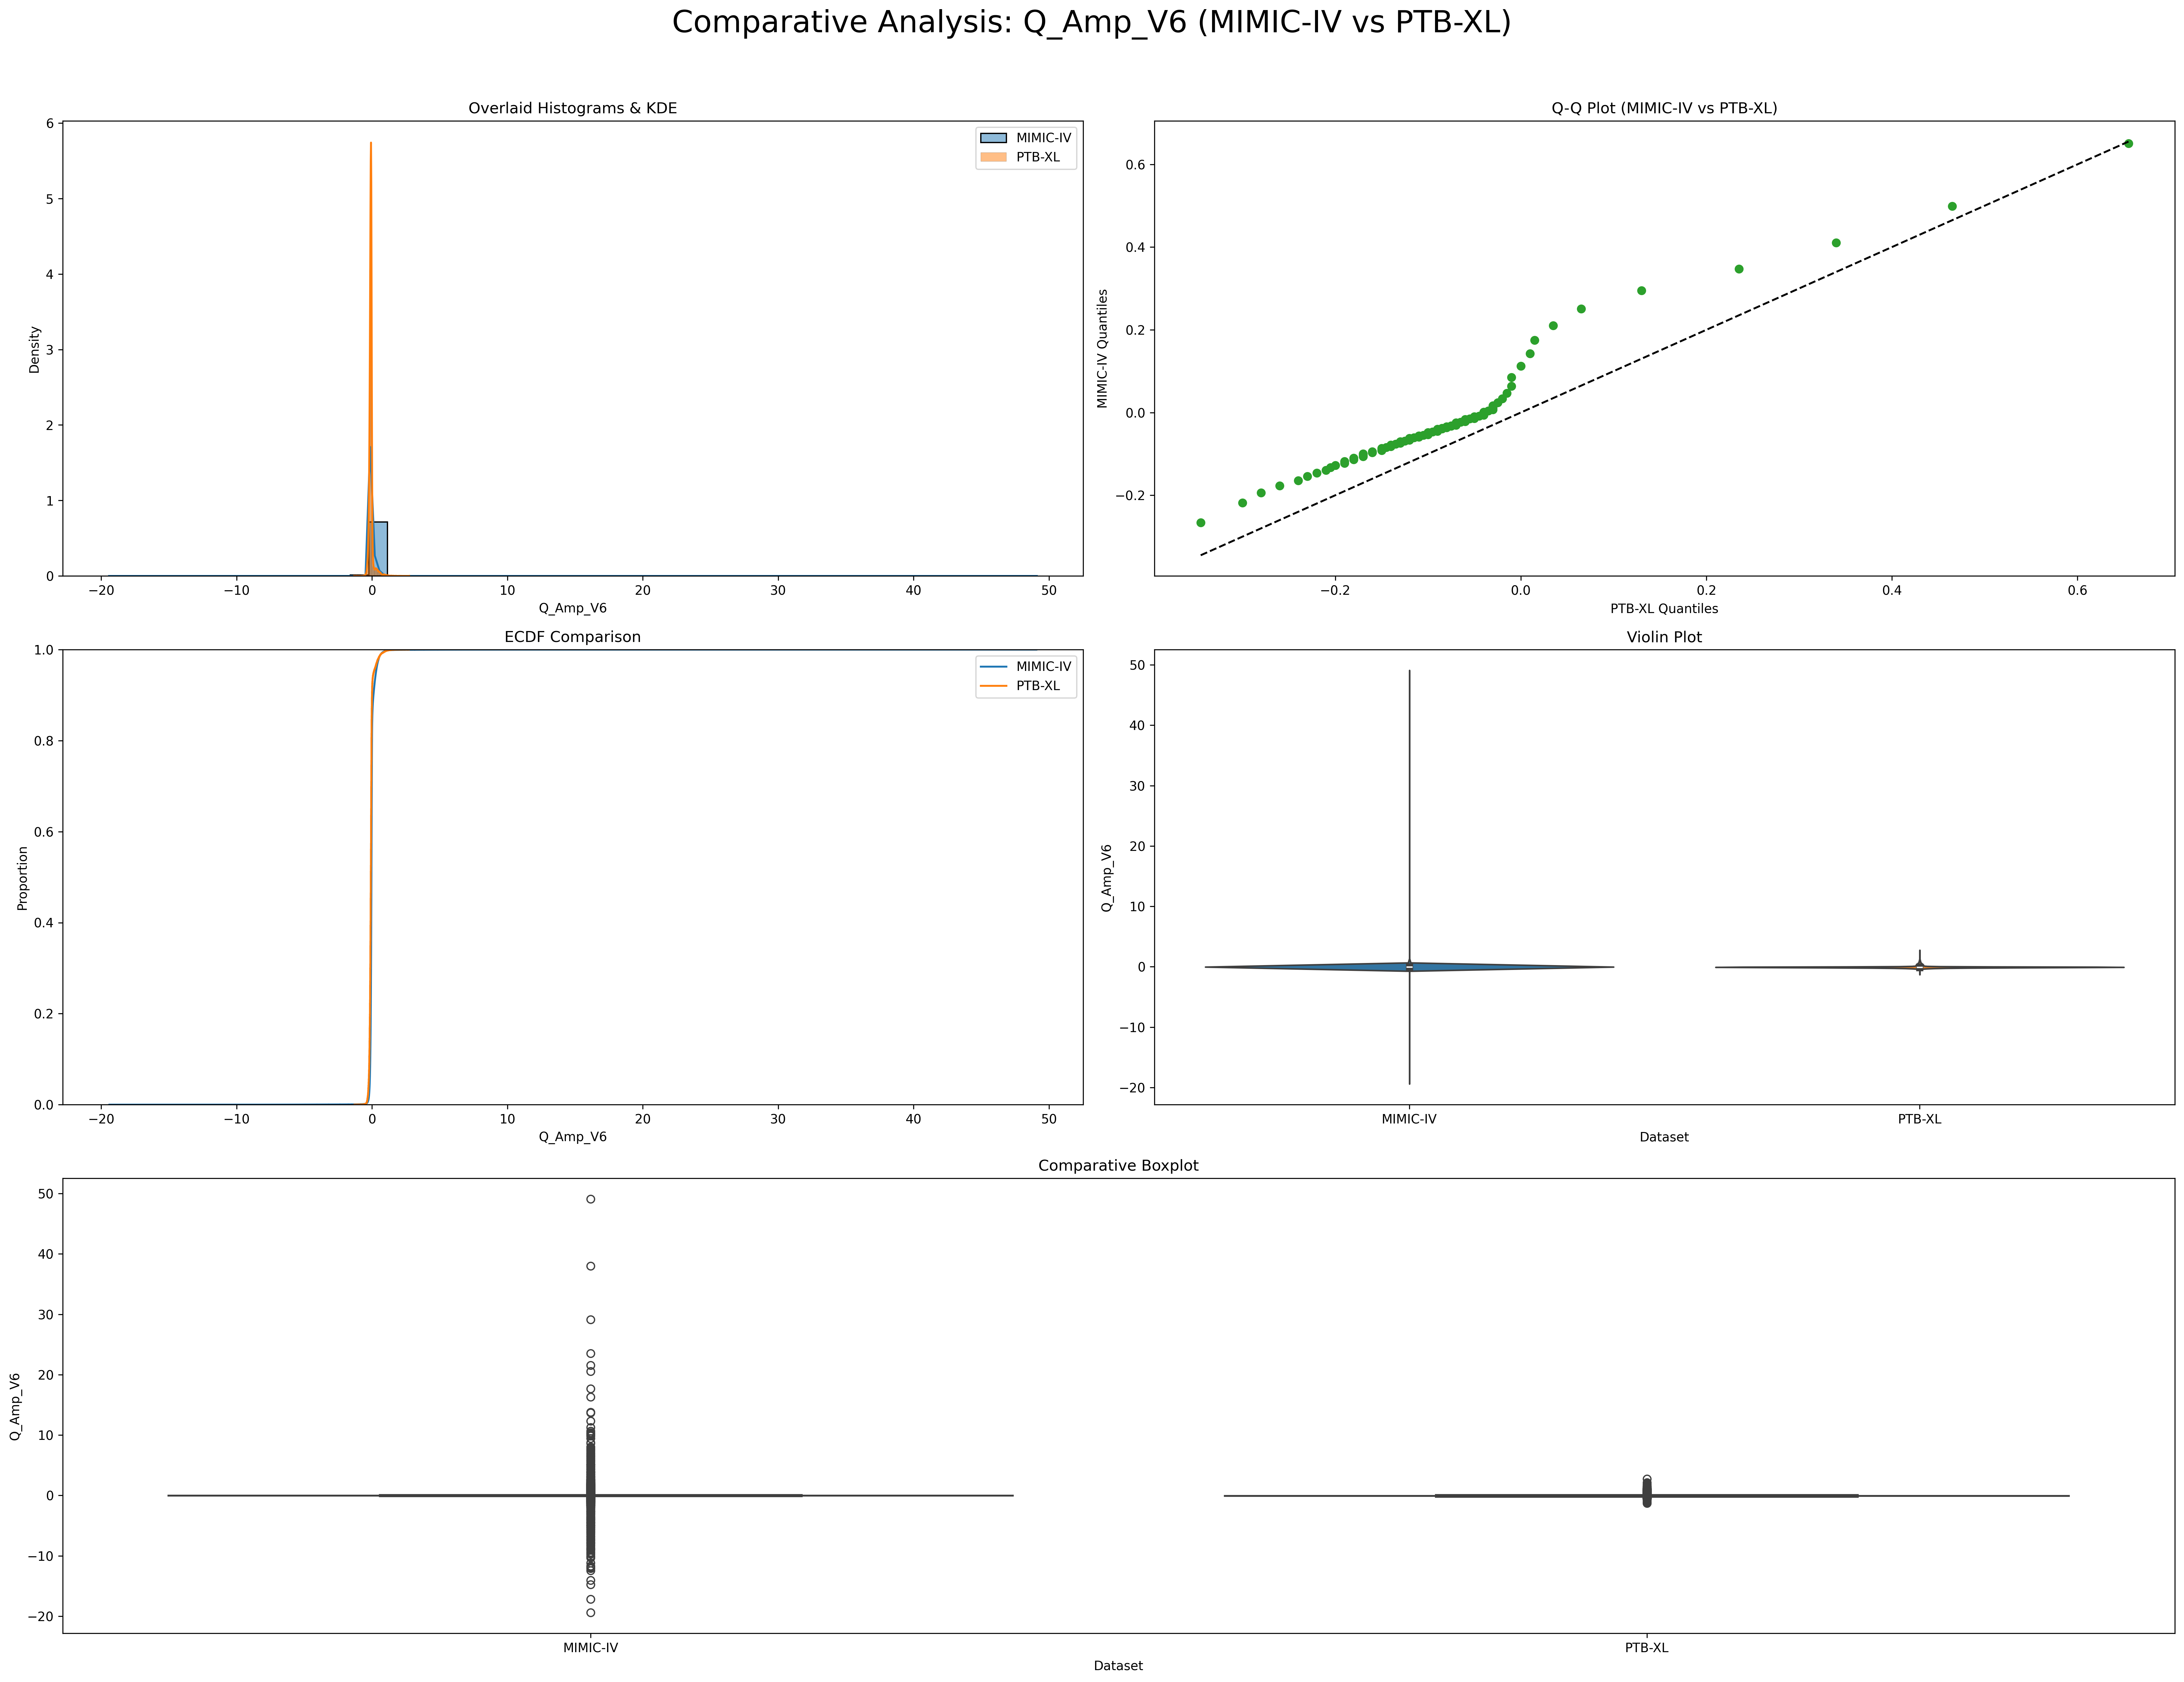 Comparative Analysis: Q_Amp_V6 (MIMIC-IV vs PTB-XL)
Overlaid Histograms & KDE
6
5
4
3
2
1
0
Density
−20 −10 0 10 20 30 40 50
Q_Amp_V6
MIMIC-IV
PTB-XL
Q-Q Plot (MIMIC-IV vs PTB-XL)
0.6
0.4
0.2
0.0
−0.2
MIMIC-IV Quantiles
−0.2 0.0 0.2 0.4 0.6
PTB-XL Quantiles
ECDF Comparison
1.0
0.8
0.6
0.4
0.2
0.0
Proportion
−20 −10 0 10 20 30 40 50
Q_Amp_V6
MIMIC-IV
PTB-XL
Violin Plot
50
40
30
20
10
0
−10
−20
Q_Amp_V6
MIMIC-IV PTB-XL
Dataset
Comparative Boxplot
50
40
30
20
10
0
−10
−20
Q_Amp_V6
MIMIC-IV PTB-XL
Dataset